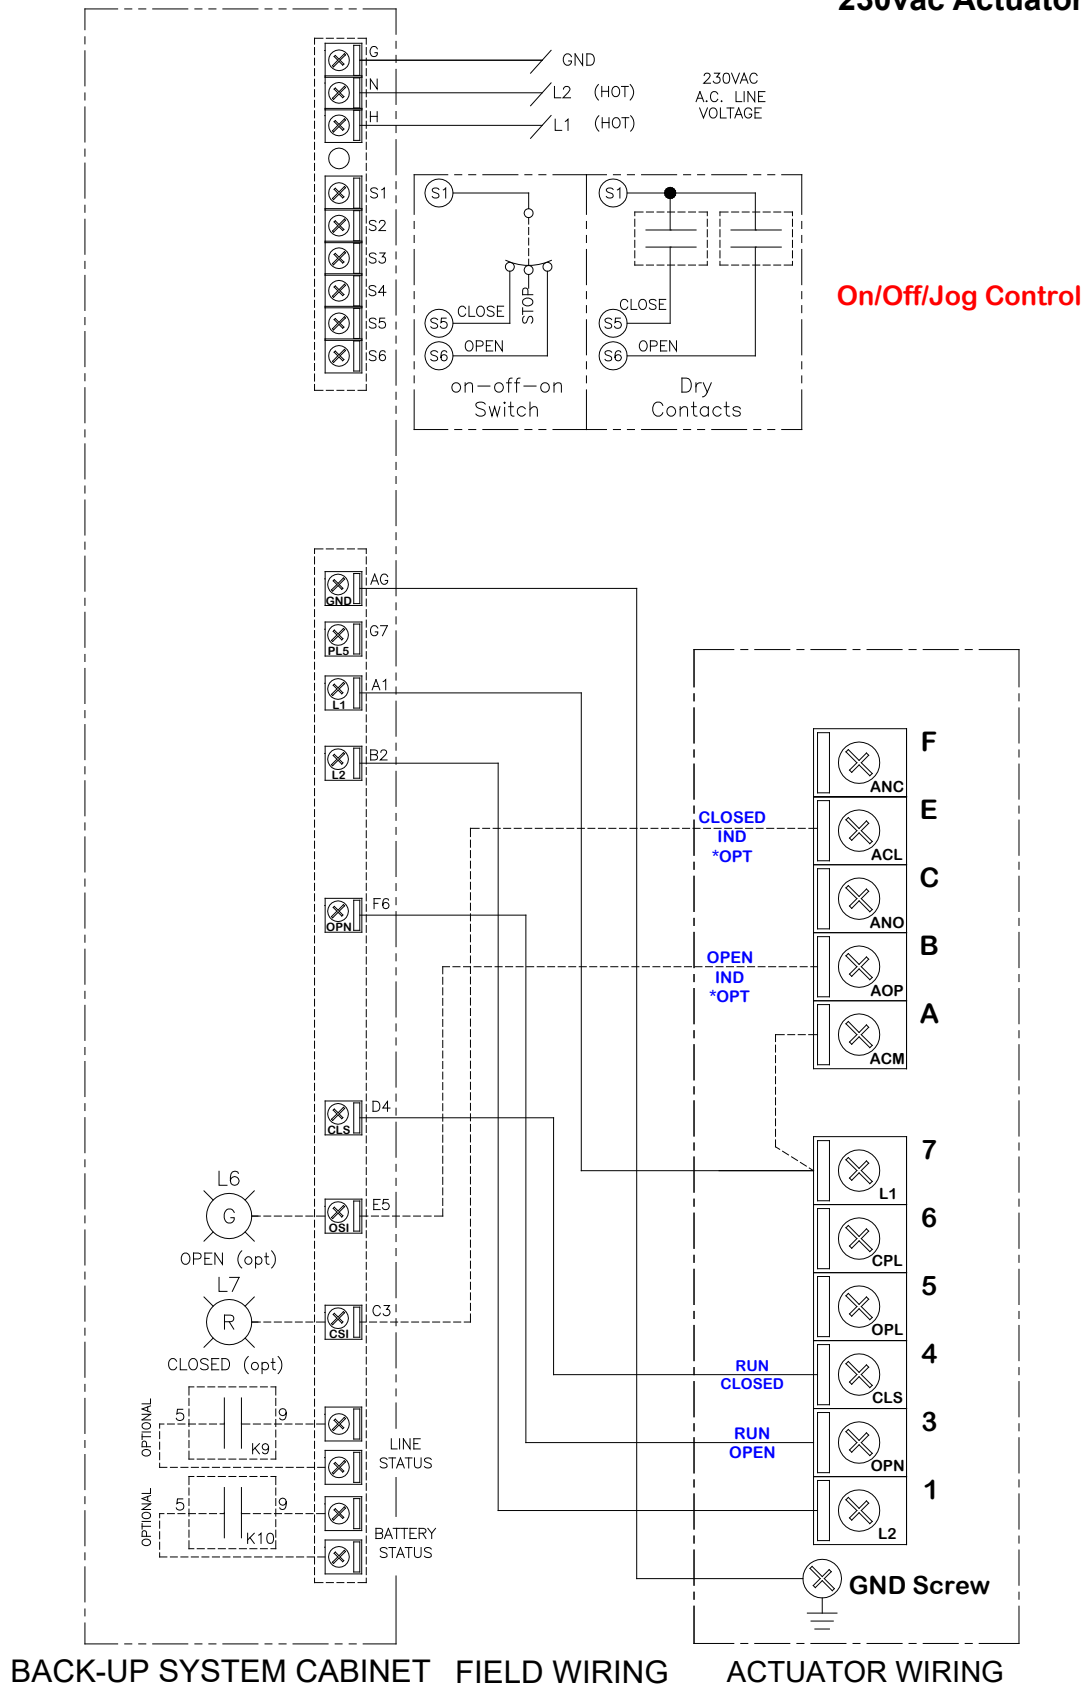 230vac Actuator
G
GND
N
L2 (HOT)
H
L1 (HOT)
230VAC
A.C. LINE
VOLTAGE
S1
S2
S3
S4
S5
S6
S1
CLOSE
STOP
S5
OPEN
S6
on-off-on
Switch
S1
CLOSE
S5
OPEN
S6
Dry
Contacts
On/Off/Jog Control
AG
GND
G7
PL5
A1
L1
B2
L2
F6
OPN
D4
CLS
E5
OSI
C3
CSI
L6
G
OPEN (opt)
L7
R
CLOSED (opt)
OPTIONAL
5
9
K9
LINE
STATUS
OPTIONAL
5
9
K10
BATTERY
STATUS
CLOSED
IND
*OPT
OPEN
IND
*OPT
RUN
CLOSED
RUN
OPEN
F
ANC
E
ACL
C
ANO
B
AOP
A
ACM
7
L1
6
CPL
5
OPL
4
CLS
3
OPN
1
L2
GND Screw
BACK-UP SYSTEM CABINET
FIELD WIRING
ACTUATOR WIRING